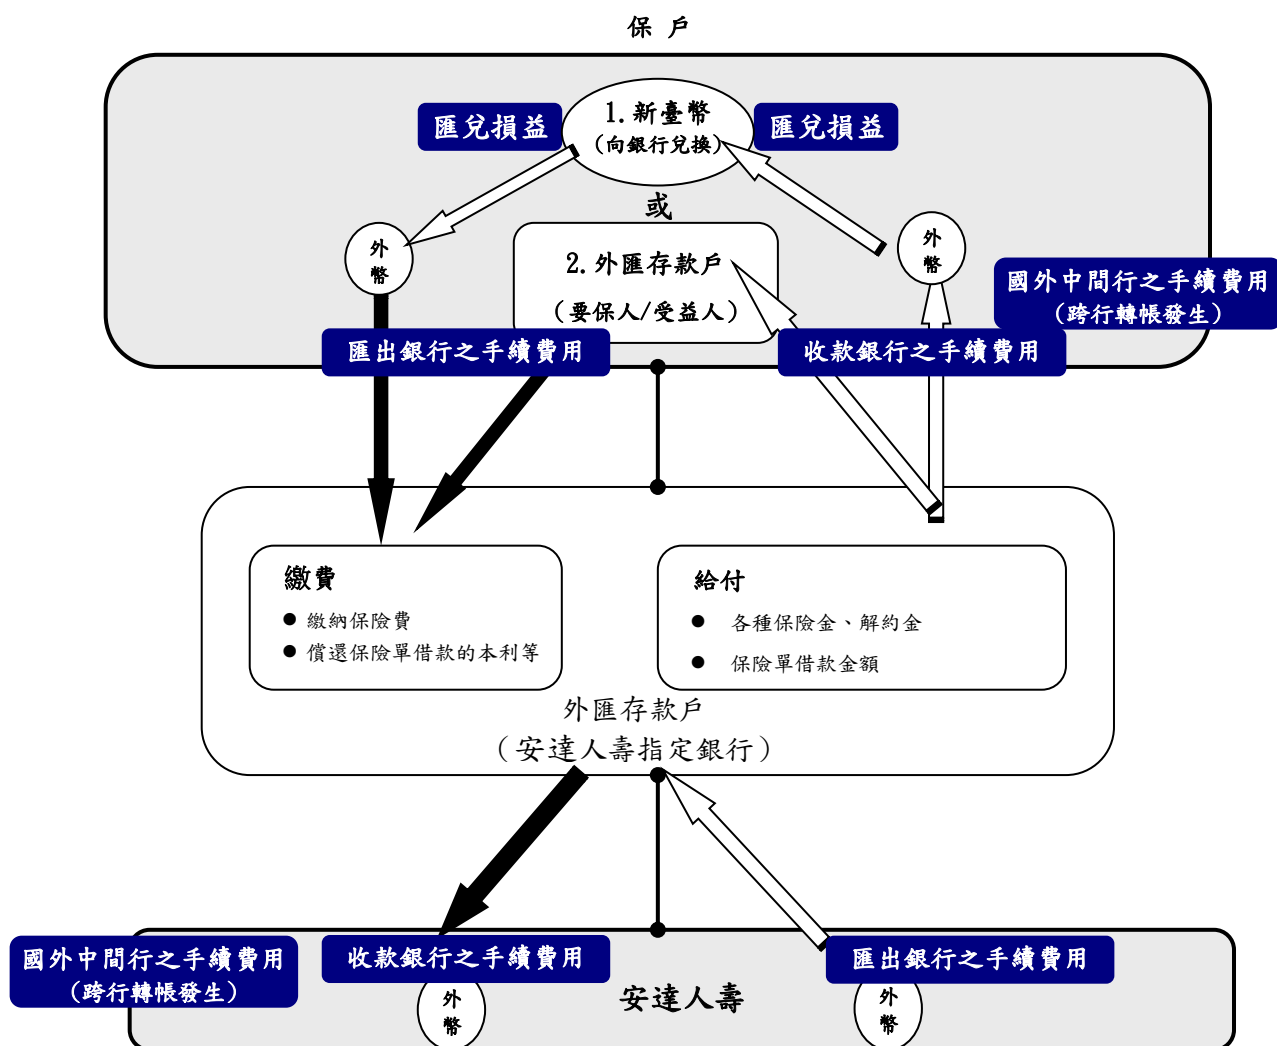 保 戶
匯兌損益
1.新臺幣
(向銀行兌換)
匯兌損益
或
外
幣
2.外匯存款戶
(要保人/受益人)
外
幣
國外中間行之手續費用
(跨行轉帳發生)
匯出銀行之手續費用
收款銀行之手續費用
繳費
● 繳納保險費
● 償還保險單借款的本利等
給付
● 各種保險金、解約金
● 保險單借款金額
外匯存款戶
(安達人壽指定銀行)
國外中間行之手續費用
(跨行轉帳發生)
收款銀行之手續費用
外
幣
安達人壽
匯出銀行之手續費用
外
幣